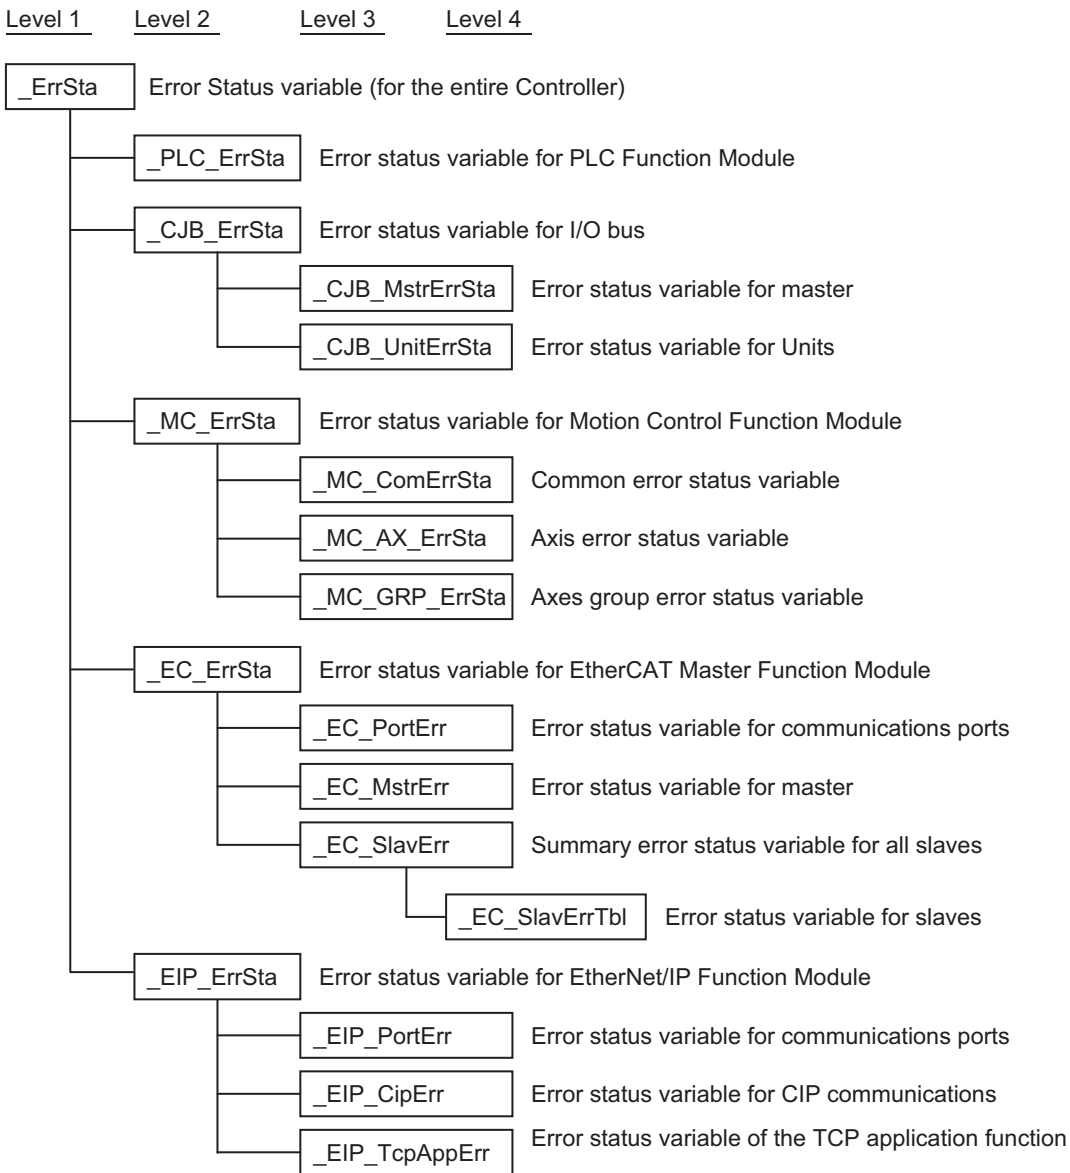 Level 1 Level 2 Level 3 Level 4
_ErrSta Error Status variable (for the entire Controller)
_PLC_ErrSta Error status variable for PLC Function Module
_CJB_ErrSta Error status variable for I/O bus
_CJB_MstrErrSta Error status variable for master
_CJB_UnitErrSta Error status variable for Units
_MC_ErrSta Error status variable for Motion Control Function Module
_MC_ComErrSta Common error status variable
_MC_AX_ErrSta Axis error status variable
_MC_GRP_ErrSta Axes group error status variable
_EC_ErrSta Error status variable for EtherCAT Master Function Module
_EC_PortErr Error status variable for communications ports
_EC_MstrErr Error status variable for master
_EC_SlavErr Summary error status variable for all slaves
_EC_SlavErrTbl Error status variable for slaves
_EIP_ErrSta Error status variable for EtherNet/IP Function Module
_EIP_PortErr Error status variable for communications ports
_EIP_CipErr Error status variable for CIP communications
_EIP_TcpAppErr Error status variable of the TCP application function